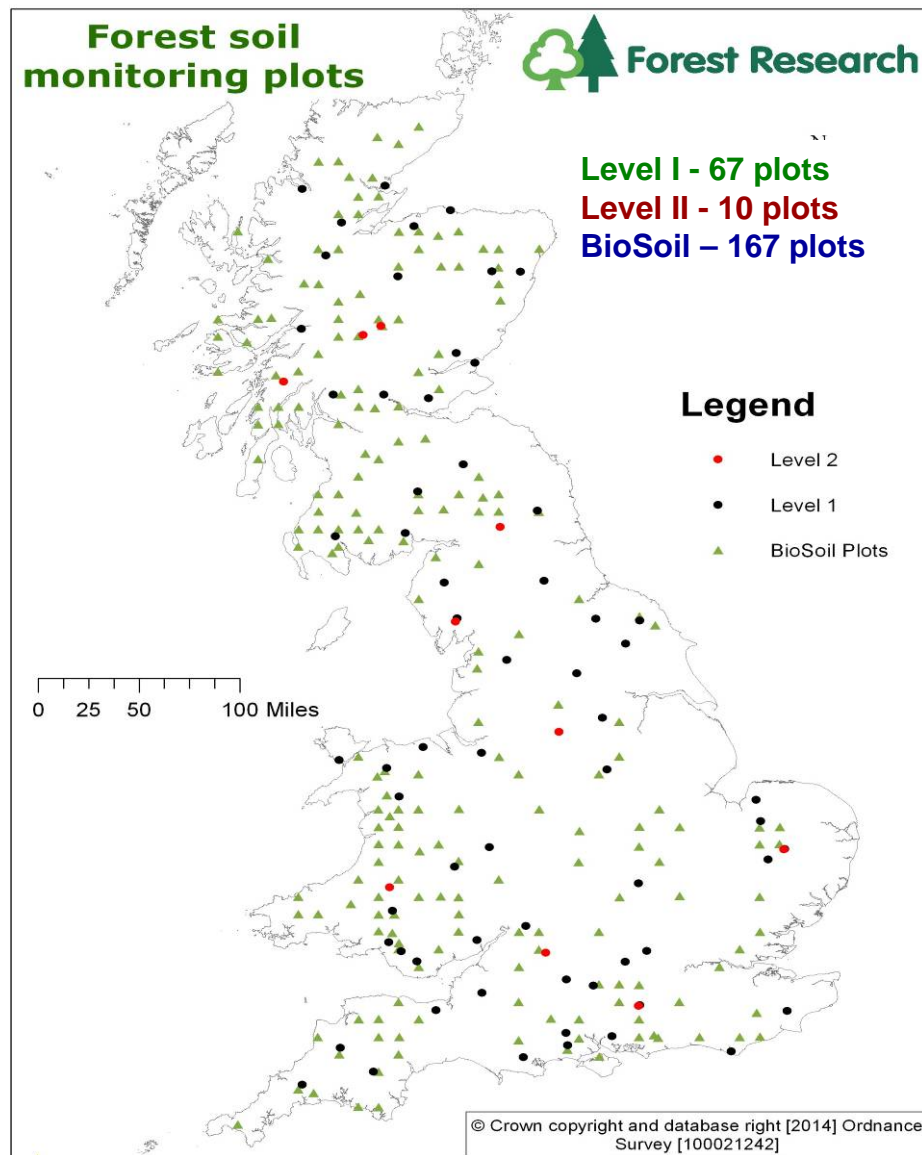 Forest soil
monitoring plots
Forest Research
Level I - 67 plots
Level II - 10 plots
BioSoil – 167 plots
Legend
Level 2
Level 1
BioSoil Plots
0 25 50 100 Miles
© Crown copyright and database right [2014] Ordnance
Survey [100021242]